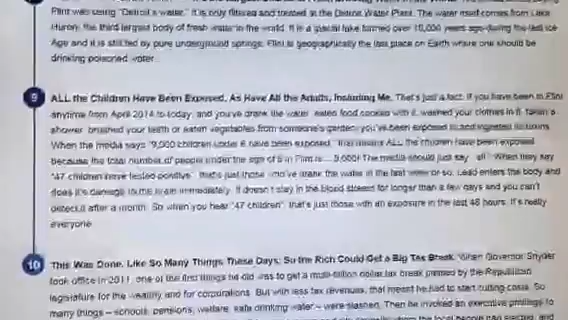 Flint was using "Detroit's water." It is only filtered and treated at the Detroit Water Plant. The water itself comes from Lake
Huron, the third largest body of fresh water in the world. It is a glacial lake formed over 10,000 years ago during the last Ice
Age and it is still fed by pure underground springs. Flint is geographically the last place on Earth where one should be
drinking poisoned water.
9 ALL the Children Have Been Exposed, As Have All the Adults, Including Me. That's just a fact. If you have been in Flint
anytime from April 2014 to today, and you've drank the water, eaten food cooked with it, washed your clothes in it, taken a
shower, brushed your teeth or eaten vegetables from someone's garden, you've been exposed to and ingested its toxins.
When the media says "9,000 children under 6 have been exposed," that means ALL the children have been exposed
because the total number of people under the age of 6 in Flint is... 9,000! The media should just say, "all." When they say
"47 children have tested positive", that's just those who've drank the water in the last week or so. Lead enters the body and
does it's damage to the brain immediately. It doesn't stay in the blood stream for longer than a few days and you can't
detect it after a month. So when you hear "47 children", that's just those with an exposure in the last 48 hours. It's really
everyone.
10 This Was Done, Like So Many Things These Days, So the Rich Could Get a Big Tax Break. When Governor Snyder
took office in 2011, one of the first things he did was to get a multi-billion dollar tax break passed by the Republican
legislature for the wealthy and for corporations. But with less tax revenues, that meant he had to start cutting costs. So,
many things – schools, pensions, welfare, safe drinking water – were slashed. Then he invoked an executive privilege to